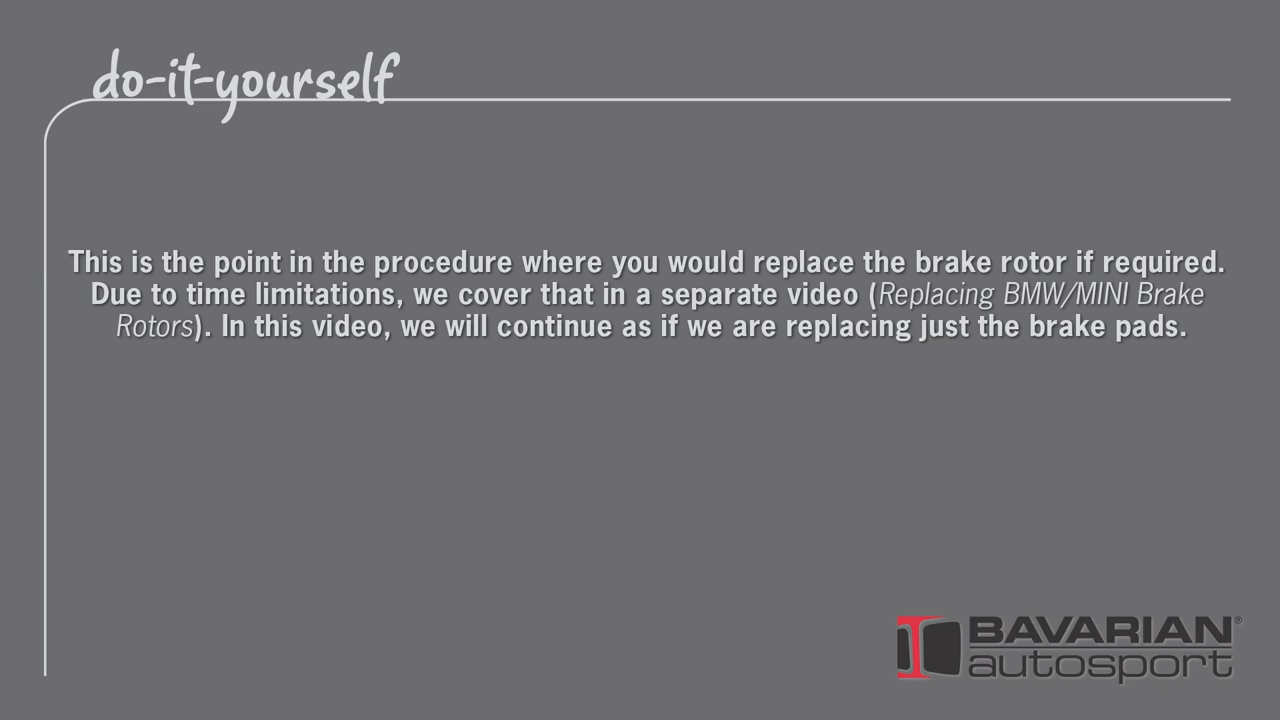 do-it-yourself
This is the point in the procedure where you would replace the brake rotor if required.
Due to time limitations, we cover that in a separate video (Replacing BMW/MINI Brake
Rotors). In this video, we will continue as if we are replacing just the brake pads.
BAVARIAN®
autosport